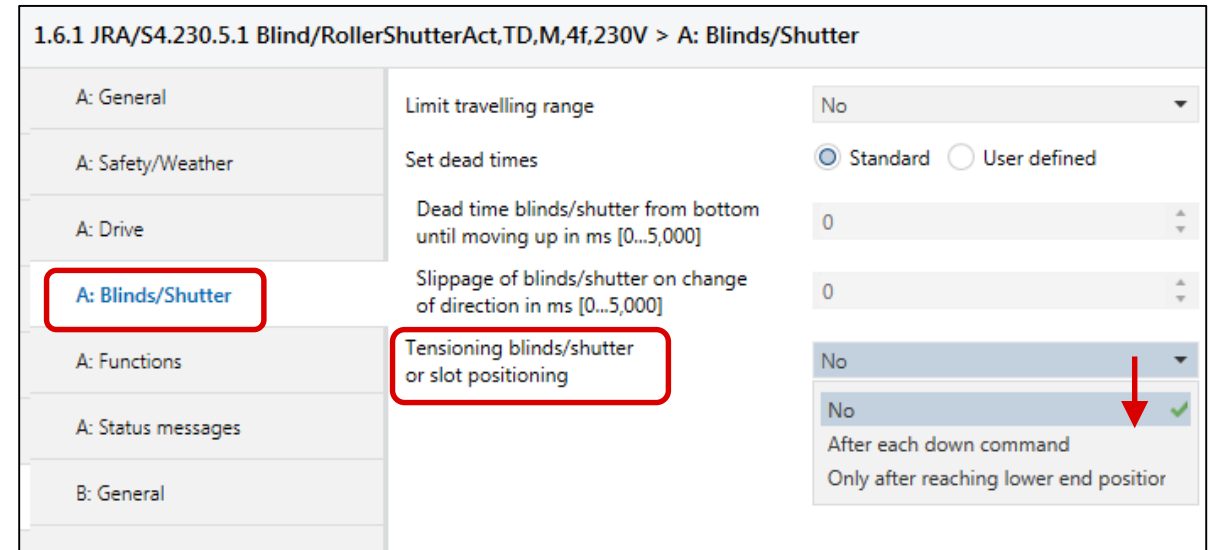 1.6.1 JRA/S4.230.5.1 Blind/RollerShutterAct,TD,M,4f,230V > A: Blinds/Shutter
A: General
A: Safety/Weather
A: Drive
A: Blinds/Shutter
A: Functions
A: Status messages
B: General
Limit travelling range
No
Set dead times
Standard
User defined
Dead time blinds/shutter from bottom
until moving up in ms [0...5,000]
0
Slippage of blinds/shutter on change
of direction in ms [0...5,000]
0
Tensioning blinds/shutter
or slot positioning
No
No
After each down command
Only after reaching lower end position